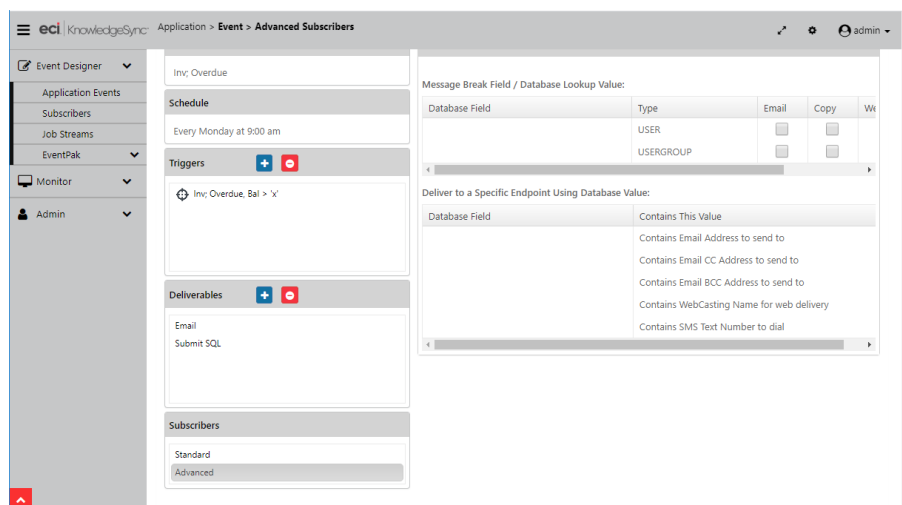 eci KnowledgeSync
Application > Event > Advanced Subscribers
admin
Event Designer
Application Events
Subscribers
Job Streams
EventPak
Monitor
Admin
Inv; Overdue
Schedule
Every Monday at 9:00 am
Triggers
Inv; Overdue, Bal > 'x'
Deliverables
Email
Submit SQL
Subscribers
Standard
Advanced
Message Break Field / Database Lookup Value:
Database Field Type Email Copy We
USER
USERGROUP
Deliver to a Specific Endpoint Using Database Value:
Database Field Contains This Value
Contains Email Address to send to
Contains Email CC Address to send to
Contains Email BCC Address to send to
Contains WebCasting Name for web delivery
Contains SMS Text Number to dial